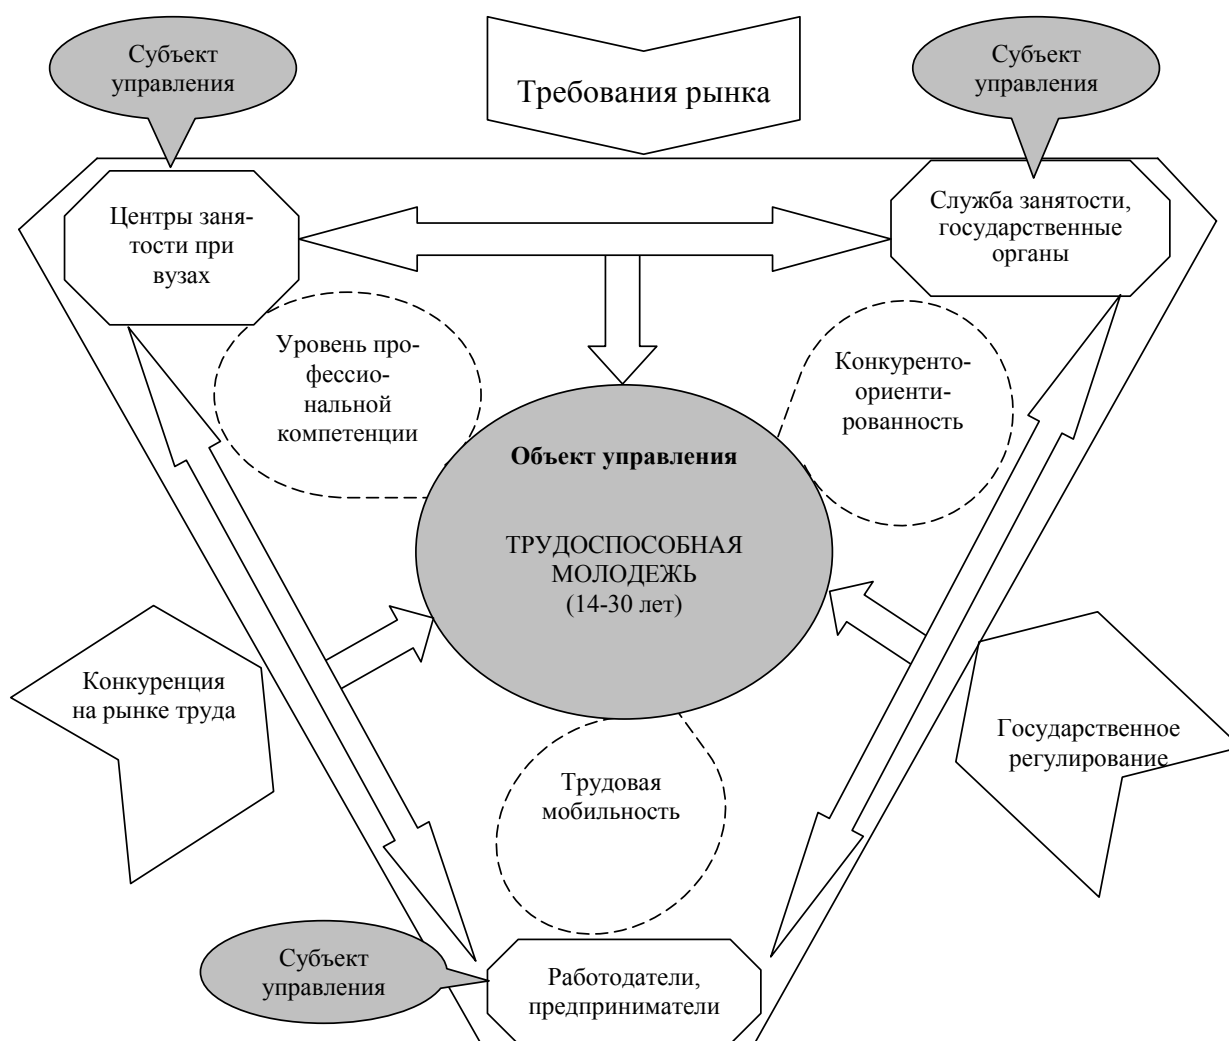 Субъект
управления
Требования рынка
Субъект
управления
Центры заня-
тости при
вузах
Служба занятости,
государственные
органы
Уровень про-
фессио-
нальной
компетенции
Конкуренто-
ориенти-
рованность
Объект управления
ТРУДОСПОСОБНАЯ
МОЛОДЕЖЬ
(14-30 лет)
Конкуренция
на рынке труда
Государственное
регулирование
Трудовая
мобильность
Субъект
управления
Работодатели,
предприниматели